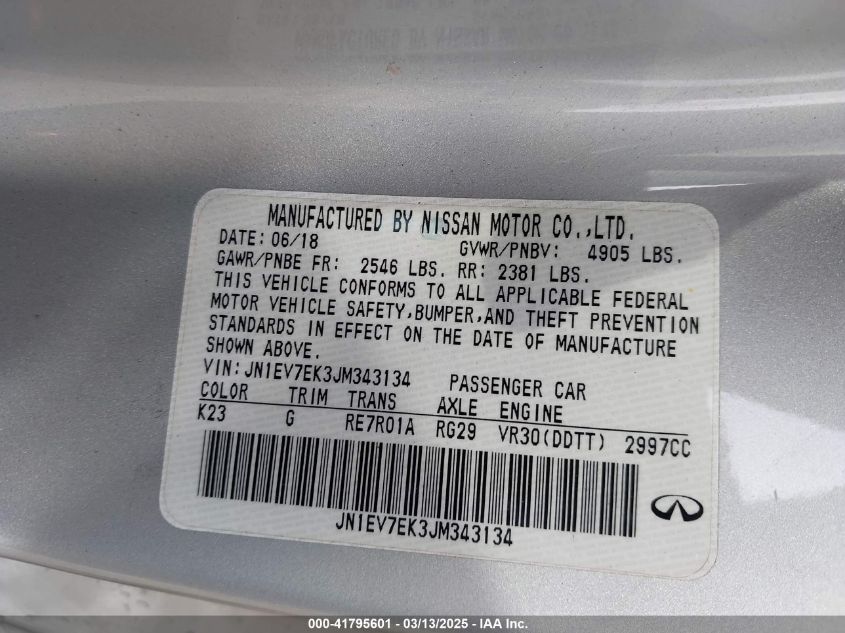 MANUFACTURED BY NISSAN MOTOR CO.,LTD.
DATE: 06/18 GVWR/PNBV: 4905 LBS.
GAWR/PNBE FR: 2546 LBS. RR: 2381 LBS.
THIS VEHICLE CONFORMS TO ALL APPLICABLE FEDERAL
MOTOR VEHICLE SAFETY,BUMPER,AND THEFT PREVENTION
STANDARDS IN EFFECT ON THE DATE OF MANUFACTURE
SHOWN ABOVE.
VIN:JN1EV7EK3JM343134 PASSENGER CAR
COLOR TRIM TRANS AXLE ENGINE
K23 G RE7R01A RG29 VR30(DDTT) 2997CC
JN1EV7EK3JM343134
000-41795601 - 03/13/2025 - IAA Inc.